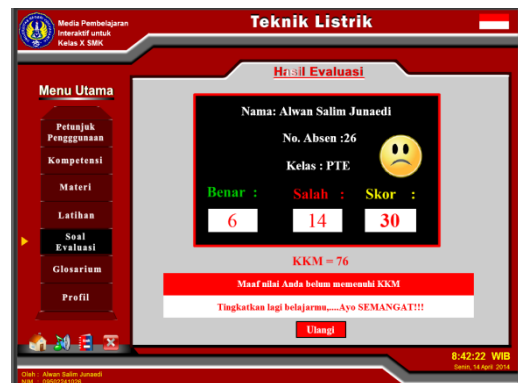 Media Pembelajaran
Interaktif untuk
Kelas X SMK
Teknik Listrik
Hasil Evaluasi
Menu Utama
Petunjuk
Pengggunaan
Kompetensi
Materi
Latihan
Soal
Evaluasi
Glosarium
Profil
Nama: Alwan Salim Junaedi
No. Absen :26
Kelas : PTE
Benar : Salah : Skor :
6 14 30
KKM = 76
Maaf nilai Anda belum memenuhi KKM
Tingkatkan lagi belajarmu,....Ayo SEMANGAT!!!
Ulangi
8:42:22 WIB
Senin, 14 April 2014
Oleh : Alwan Salim Junaedi
NIM : 09502241026